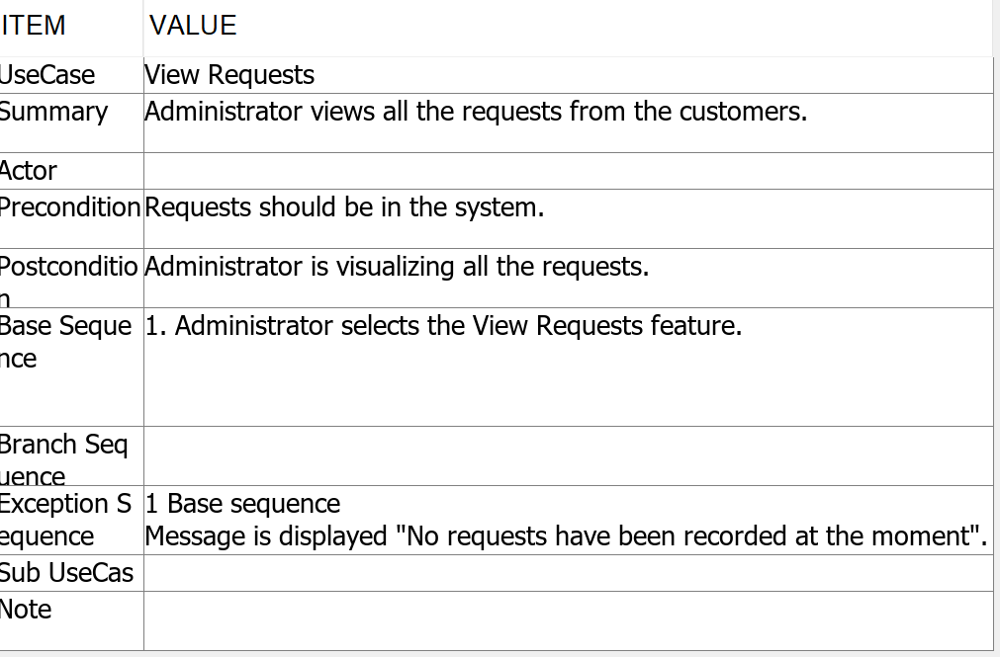 ITEM VALUE
UseCase View Requests
Summary Administrator views all the requests from the customers.
Actor
Precondition Requests should be in the system.
Postconditio Administrator is visualizing all the requests.
n
Base Seque 1. Administrator selects the View Requests feature.
nce
Branch Seq
uence
Exception S 1 Base sequence
equence Message is displayed "No requests have been recorded at the moment".
Sub UseCas
Note